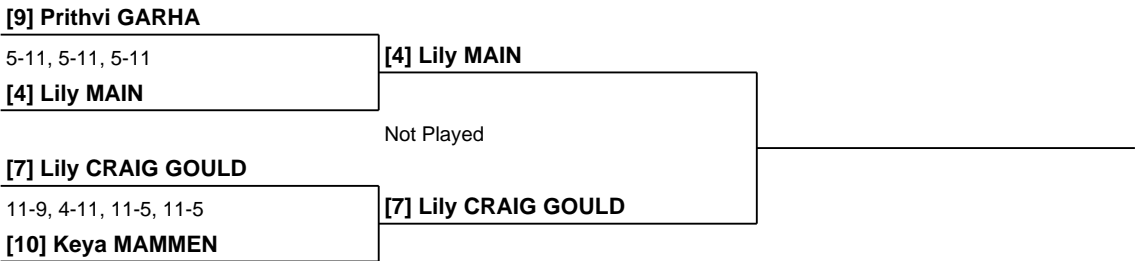 [9] Prithvi GARHA
5-11, 5-11, 5-11
[4] Lily MAIN
[4] Lily MAIN
Not Played
[7] Lily CRAIG GOULD
11-9, 4-11, 11-5, 11-5
[7] Lily CRAIG GOULD
[10] Keya MAMMEN